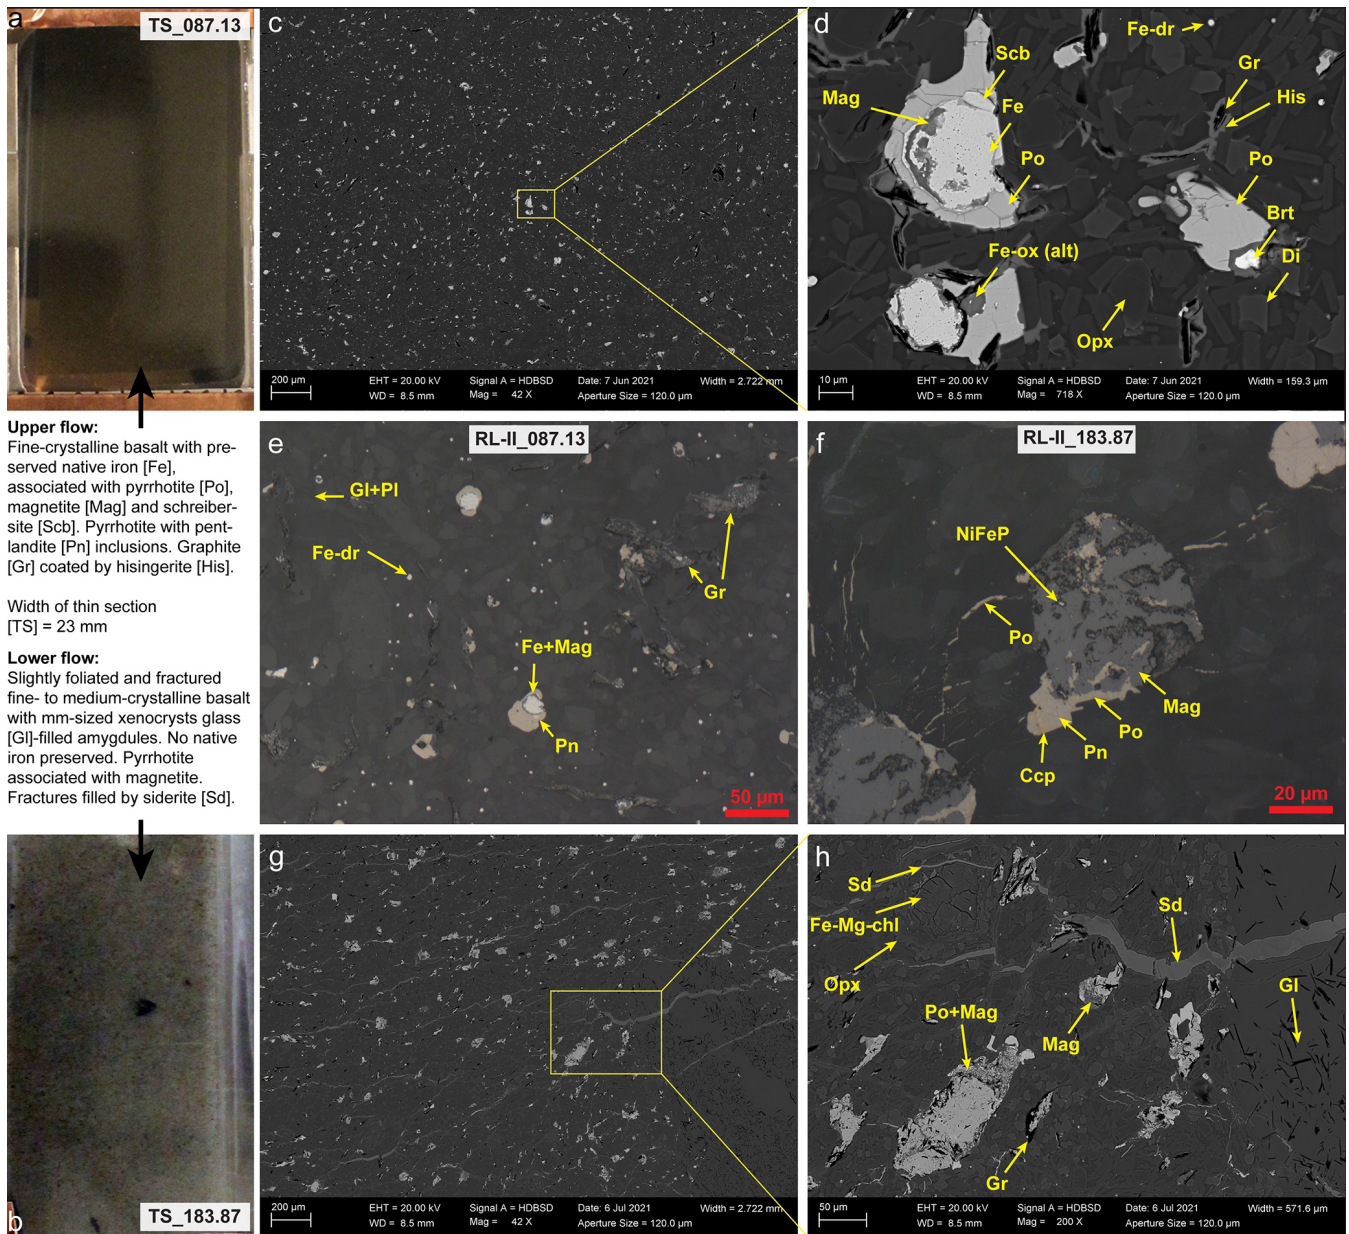 a
TS_087.13
Upper flow:
Fine-crystalline basalt with pre-
served native iron [Fe],
associated with pyrrhotite [Po],
magnetite [Mag] and schreiber-
site [Scb]. Pyrrhotite with pent-
landite [Pn] inclusions. Graphite
[Gr] coated by hisingerite [His].
Width of thin section
[TS] = 23 mm
Lower flow:
Slightly foliated and fractured
fine- to medium-crystalline basalt
with mm-sized xenocrysts glass
[Gl]-filled amygdules. No native
iron preserved. Pyrrhotite
associated with magnetite.
Fractures filled by siderite [Sd].
b
TS_183.87
c
200 µm
EHT = 20.00 kV
WD = 8.5 mm
Signal A = HDBSD
Mag = 42 X
Date: 7 Jun 2021
Aperture Size = 120.0 µm
Width = 2.722 mm
d
Fe-dr
Scb
Gr
Mag
His
Fe
Po
Po
Brt
Fe-ox (alt)
Di
Opx
10 µm
EHT = 20.00 kV
WD = 8.5 mm
Signal A = HDBSD
Mag = 718 X
Date: 7 Jun 2021
Aperture Size = 120.0 µm
Width = 159.3 µm
e
RL-II_087.13
Gl+Pl
Fe-dr
Gr
Fe+Mag
Pn
50 µm
f
RL-II_183.87
NiFeP
Po
Mag
Po
Pn
Ccp
20 µm
g
200 µm
EHT = 20.00 kV
WD = 8.5 mm
Signal A = HDBSD
Mag = 42 X
Date: 6 Jul 2021
Aperture Size = 120.0 µm
Width = 2.722 mm
h
Sd
Sd
Fe-Mg-chl
Opx
Gl
Po+Mag
Mag
Gr
50 µm
EHT = 20.00 kV
WD = 8.5 mm
Signal A = HDBSD
Mag = 200 X
Date: 6 Jul 2021
Aperture Size = 120.0 µm
Width = 571.6 µm